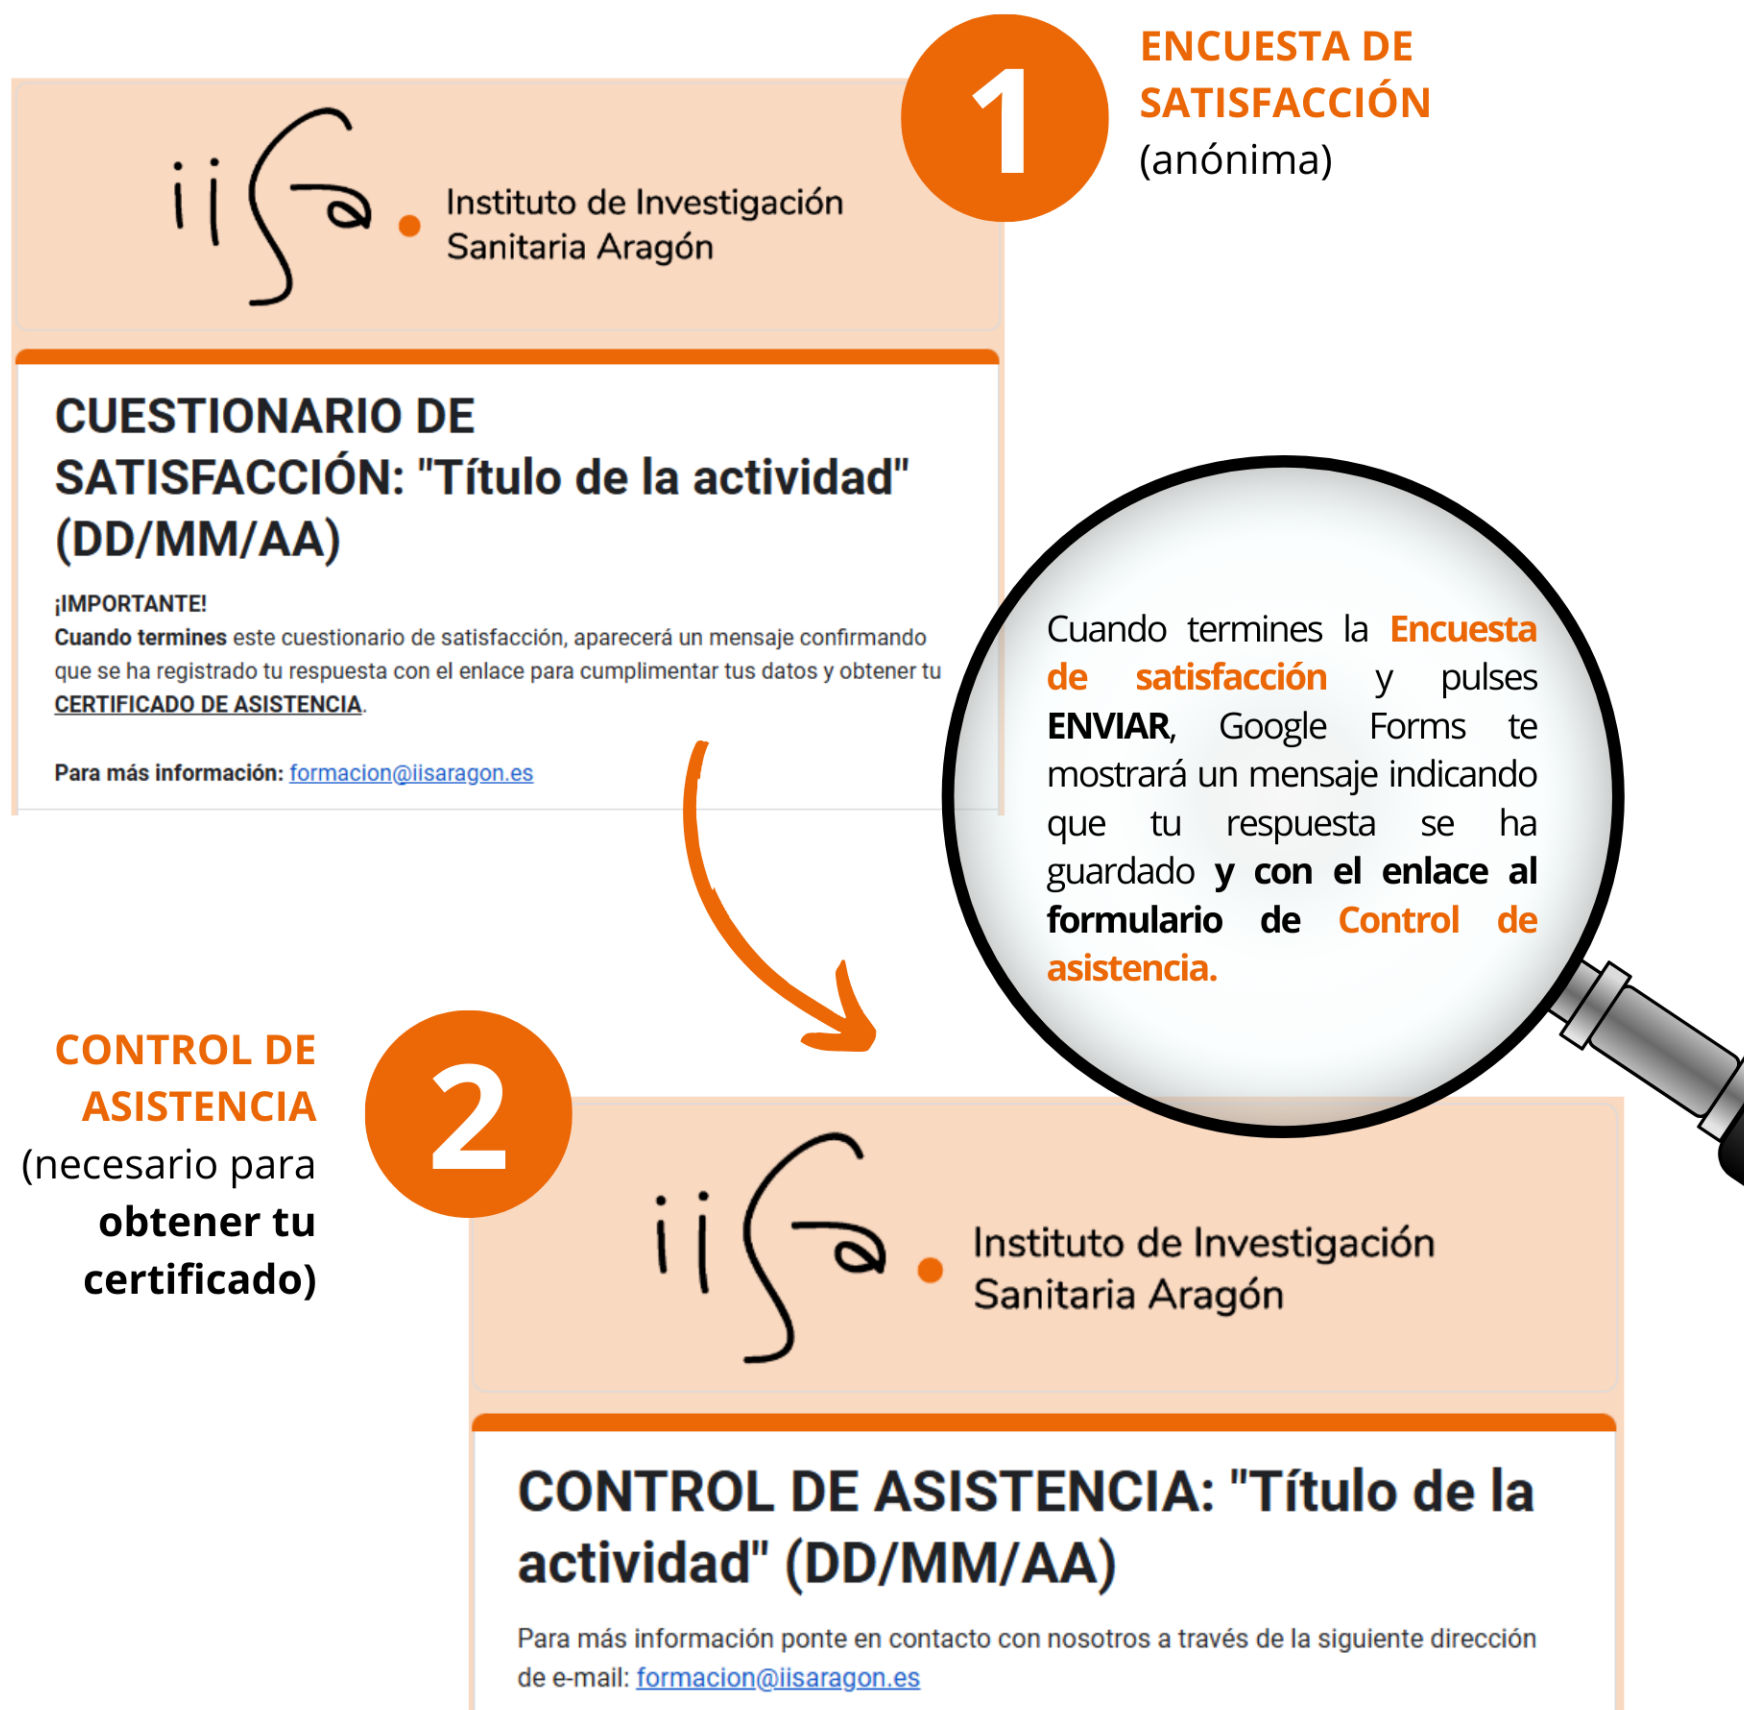 1
ENCUESTA DE
SATISFACCIÓN
(anónima)
iisa.
Instituto de Investigación
Sanitaria Aragón
CUESTIONARIO DE
SATISFACCIÓN: "Título de la actividad"
(DD/MM/AA)
¡IMPORTANTE!
Cuando termines este cuestionario de satisfacción, aparecerá un mensaje confirmando
que se ha registrado tu respuesta con el enlace para cumplimentar tus datos y obtener tu
CERTIFICADO DE ASISTENCIA.
Para más información: formacion@iisaragon.es
Cuando termines la Encuesta
de satisfacción y pulses
ENVIAR, Google Forms te
mostrará un mensaje indicando
que tu respuesta se ha
guardado y con el enlace al
formulario de Control de
asistencia.
2
CONTROL DE
ASISTENCIA
(necesario para
obtener tu
certificado)
iisa.
Instituto de Investigación
Sanitaria Aragón
CONTROL DE ASISTENCIA: "Título de la
actividad" (DD/MM/AA)
Para más información ponte en contacto con nosotros a través de la siguiente dirección
de e-mail: formacion@iisaragon.es